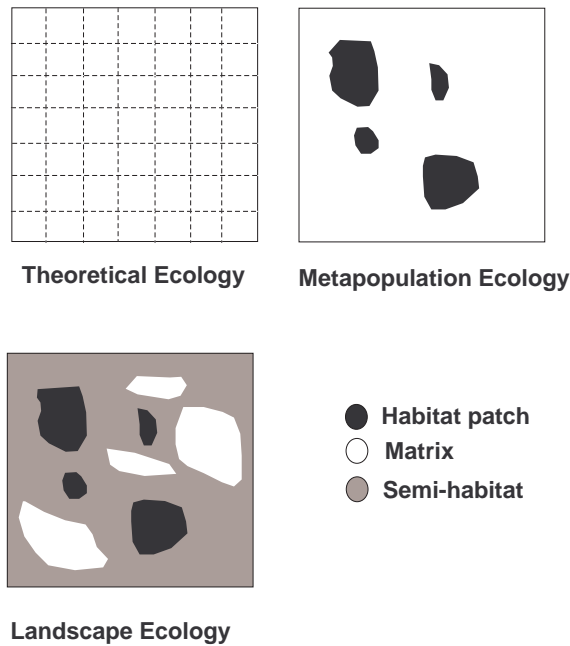 Theoretical Ecology
Metapopulation Ecology
Habitat patch
Matrix
Semi-habitat
Landscape Ecology